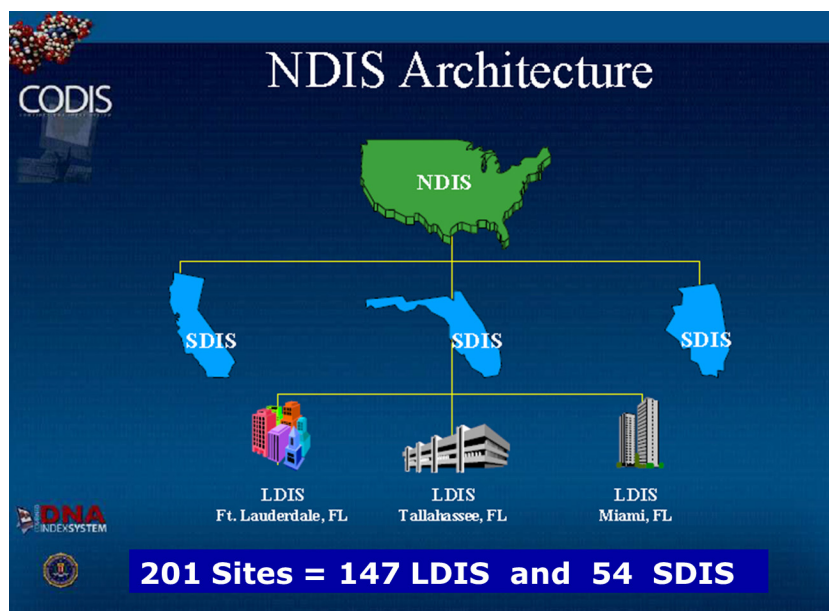 NDIS Architecture
CODIS
NDIS
SDIS
SDIS
SDIS
LDIS
Ft. Lauderdale, FL
LDIS
Tallahassee, FL
LDIS
Miami, FL
DNA
INDEX SYSTEM
201 Sites = 147 LDIS and 54 SDIS